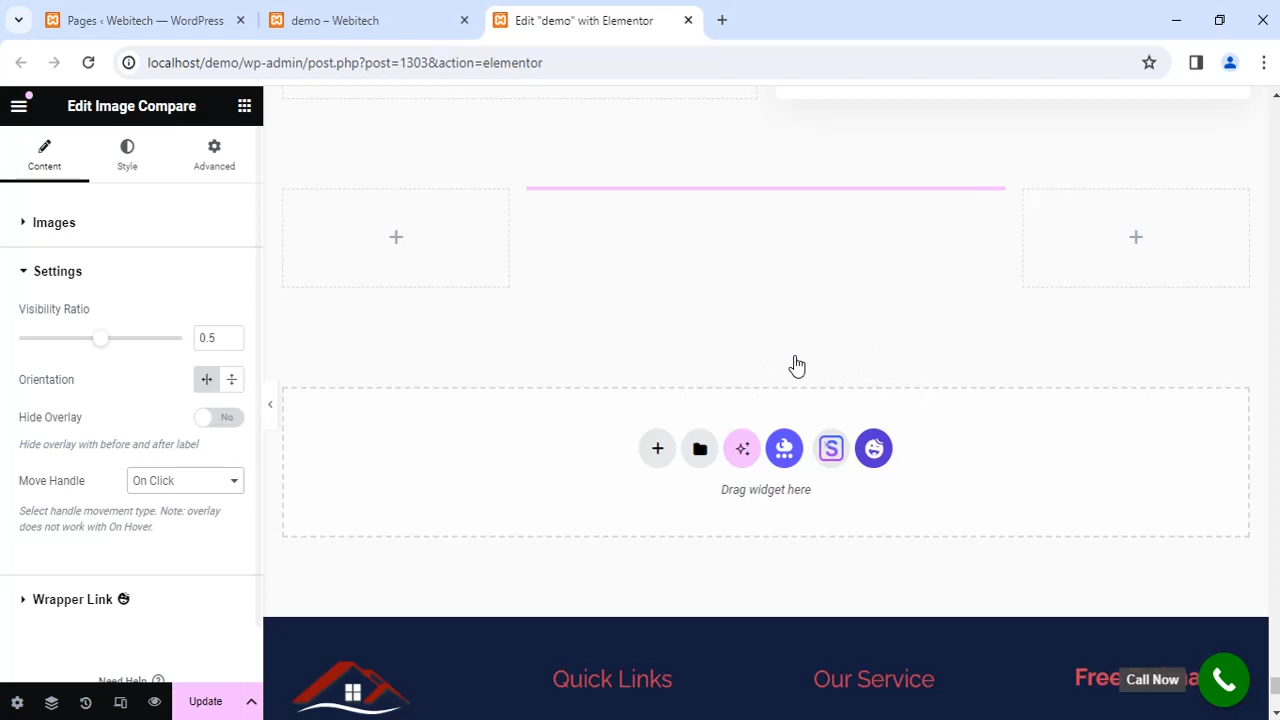 Pages ‹ Webitech — WordPress
demo – Webitech
Edit "demo" with Elementor
localhost/demo/wp-admin/post.php?post=1303&action=elementor
Edit Image Compare
Content
Style
Advanced
Images
Settings
Visibility Ratio
0.5
Orientation
Hide Overlay
No
Hide overlay with before and after label
Move Handle
On Click
Select handle movement type. Note: overlay
does not work with On Hover.
Wrapper Link
Need Help
Update
S
Drag widget here
Quick Links
Our Service
Call Now